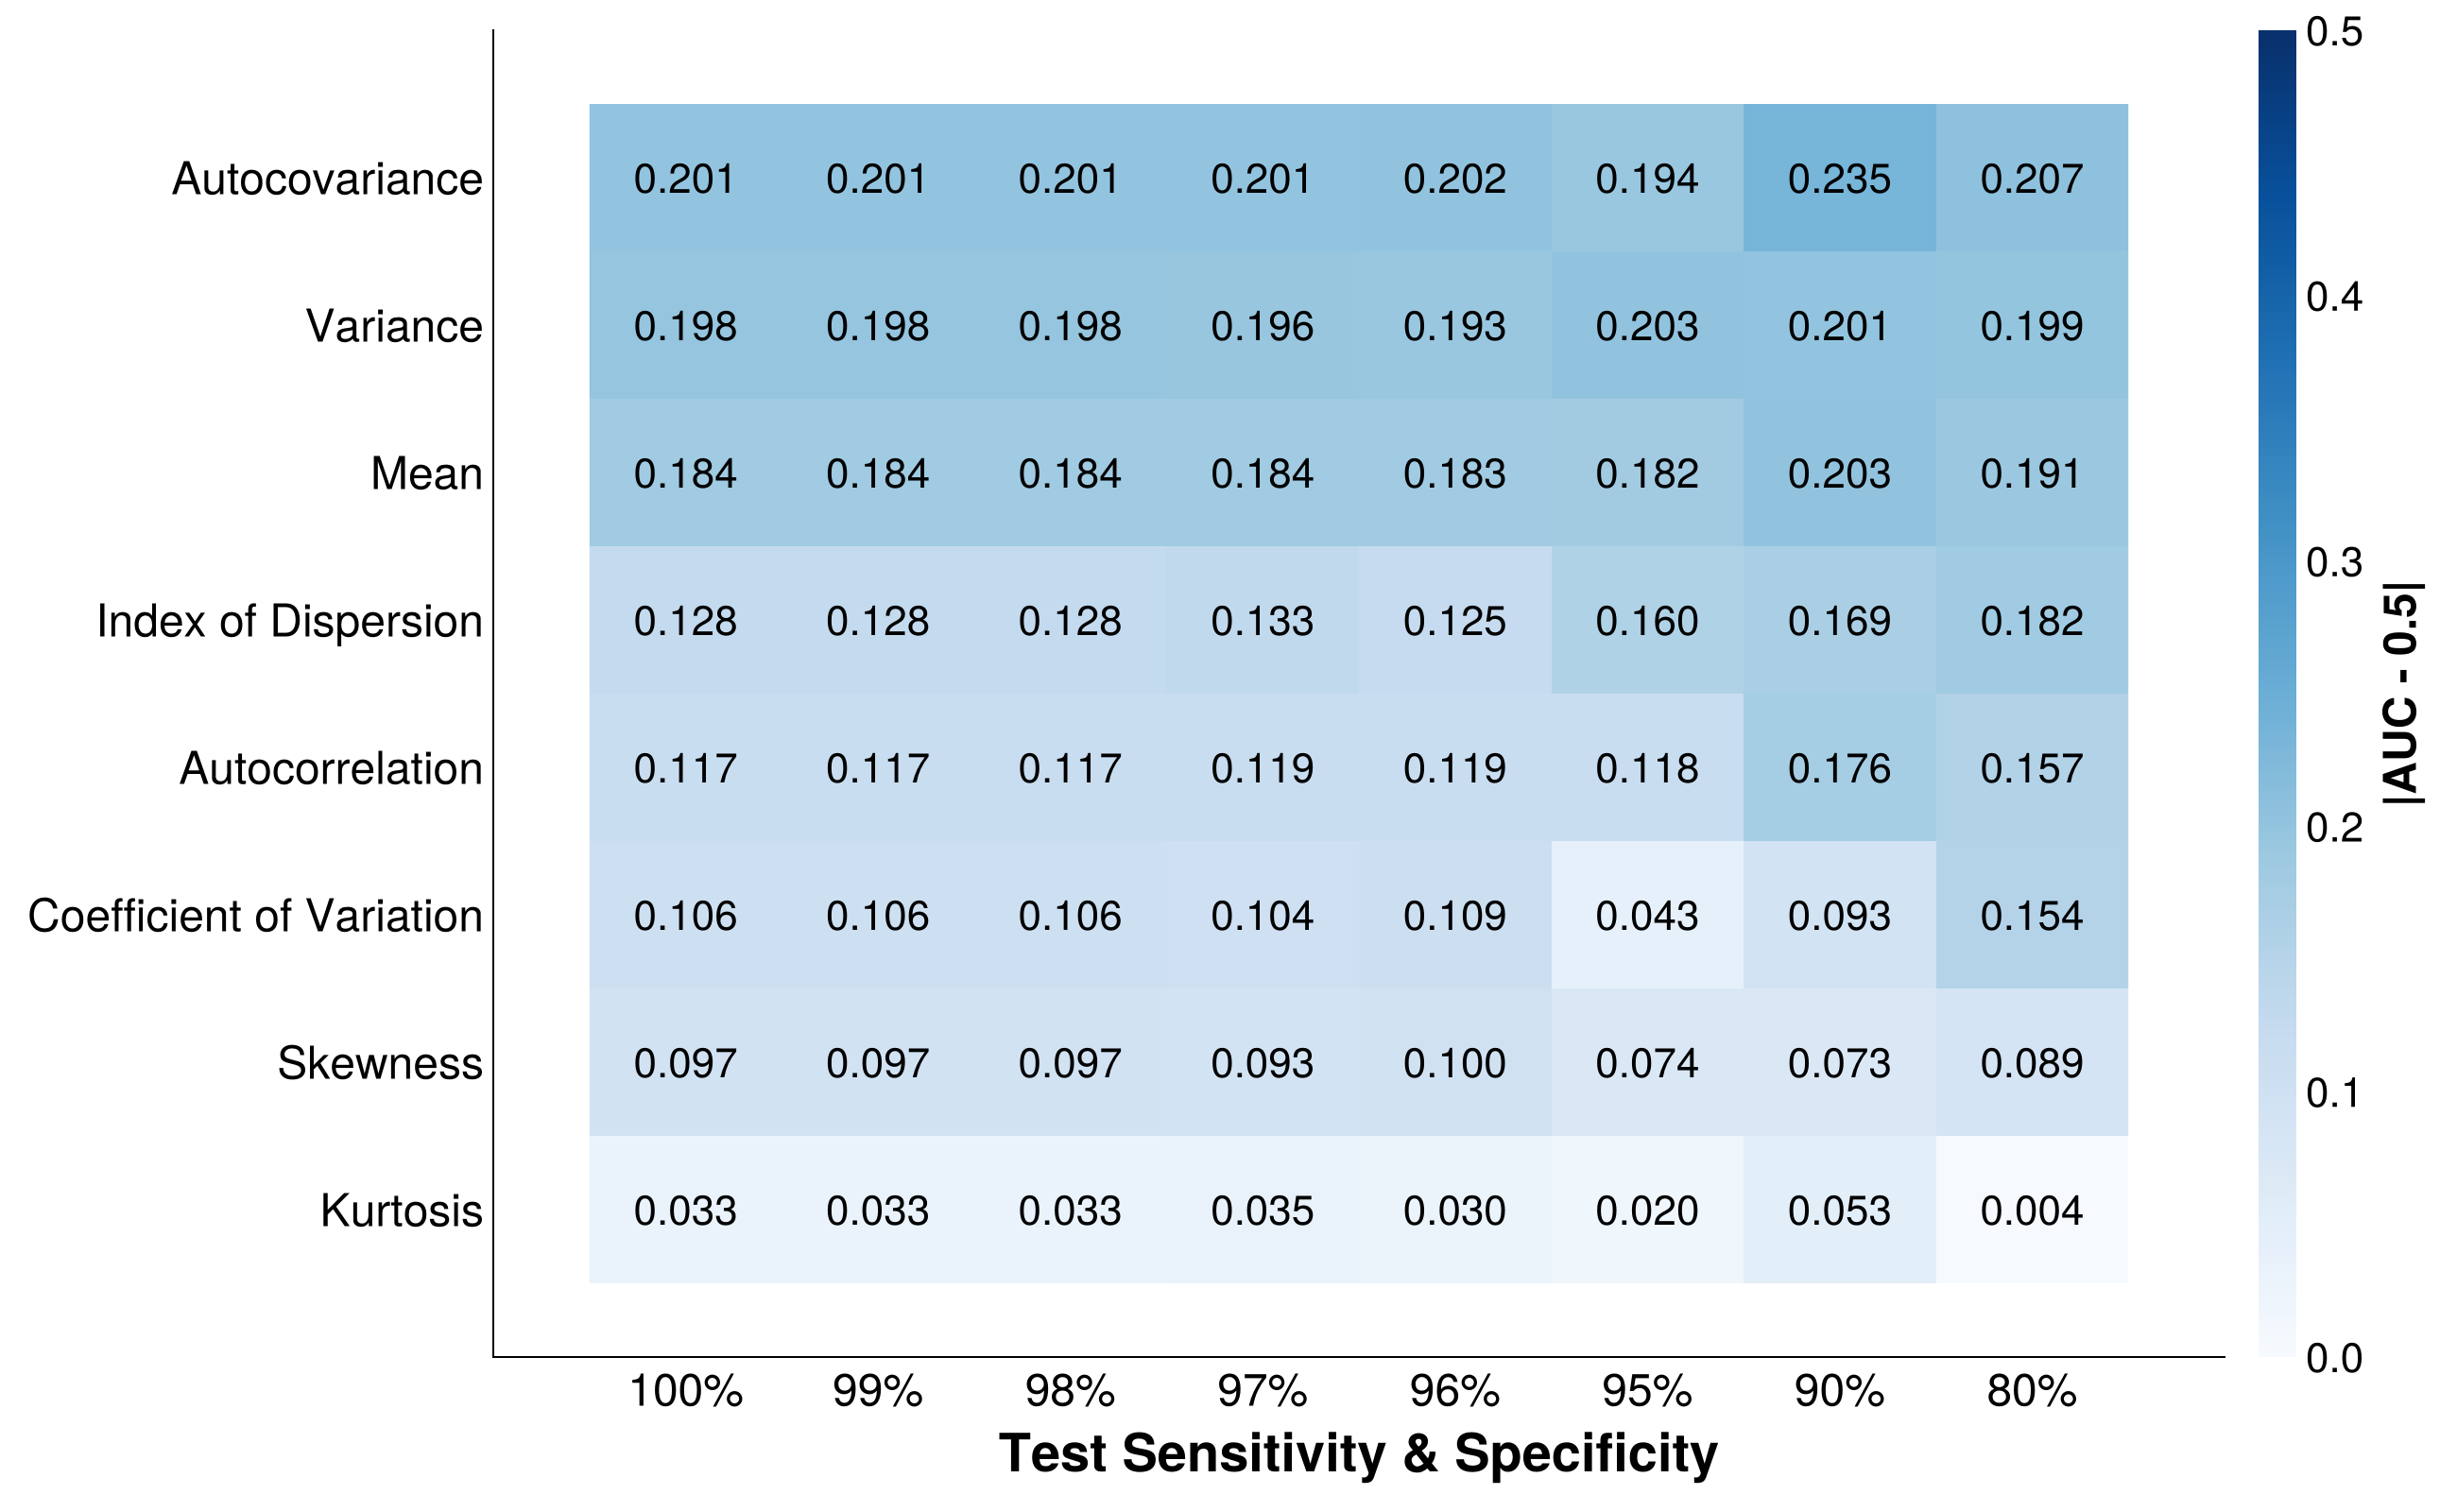 Autocovariance 0.201 0.201 0.201 0.201 0.202 0.194 0.235 0.207
Variance 0.198 0.198 0.198 0.196 0.193 0.203 0.201 0.199
Mean 0.184 0.184 0.184 0.184 0.183 0.182 0.203 0.191
Index of Dispersion 0.128 0.128 0.128 0.133 0.125 0.160 0.169 0.182
Autocorrelation 0.117 0.117 0.117 0.119 0.119 0.118 0.176 0.157
Coefficient of Variation 0.106 0.106 0.106 0.104 0.109 0.043 0.093 0.154
Skewness 0.097 0.097 0.097 0.093 0.100 0.074 0.073 0.089
Kurtosis 0.033 0.033 0.033 0.035 0.030 0.020 0.053 0.004
100% 99% 98% 97% 96% 95% 90% 80%
Test Sensitivity & Specificity
0.5
0.4
0.3
0.2
0.1
0.0
|AUC - 0.5|